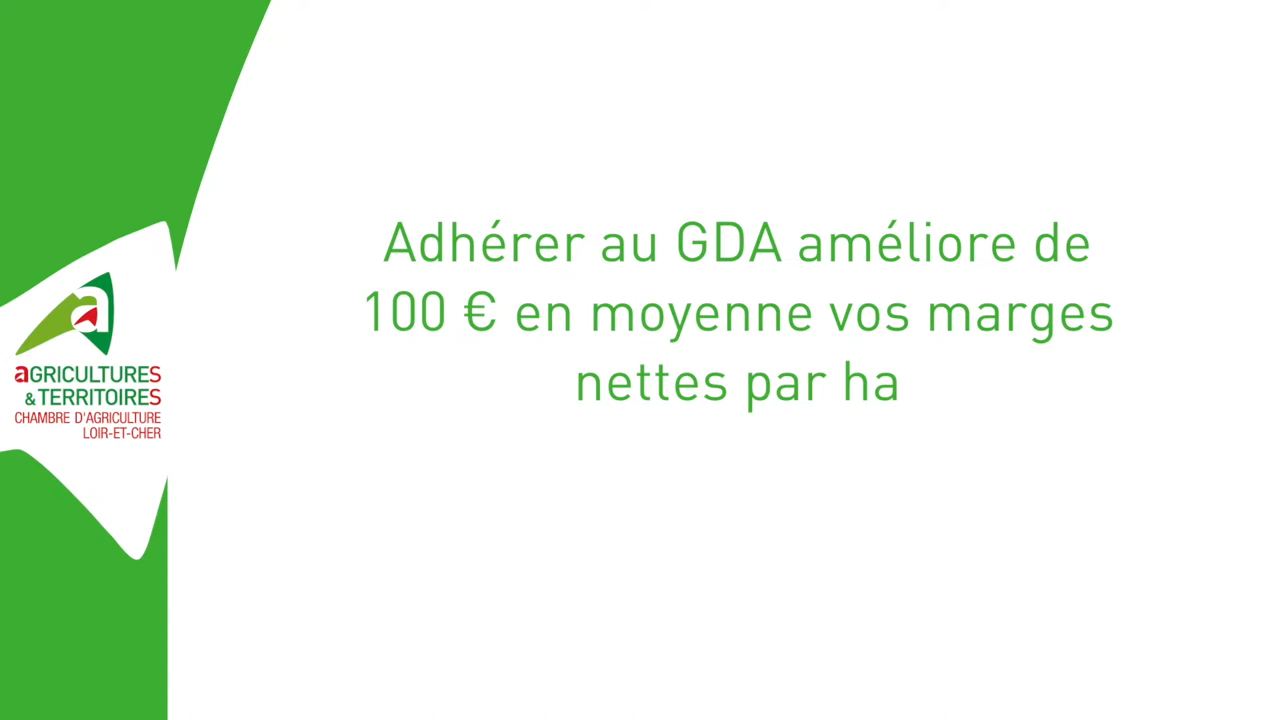 Adhérer au GDA améliore de
100 € en moyenne vos marges
nettes par ha
a
aGRICULTURES
& TERRITOIRES
CHAMBRE D'AGRICULTURE
LOIR-ET-CHER